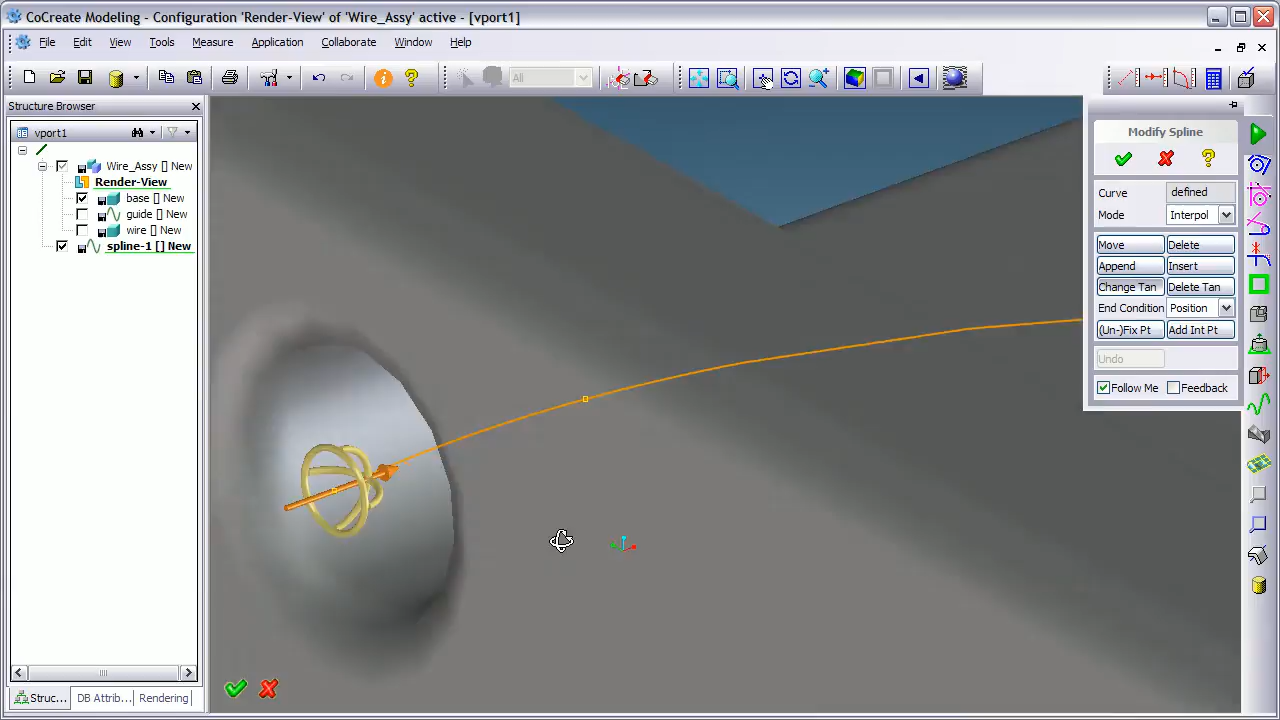 CoCreate Modeling - Configuration 'Render-View' of 'Wire_Assy' active - [vport1]
File Edit View Tools Measure Application Collaborate Window Help
All
Structure Browser
vport1
Wire_Assy [] New
Render-View
base [] New
guide [] New
wire [] New
spline-1 [] New
Struc... DB Attrib... Rendering
Modify Spline
Curve defined
Mode Interpol
Move Delete
Append Insert
Change Tan Delete Tan
End Condition Position
(Un-)Fix Pt Add Int Pt
Undo
Follow Me Feedback